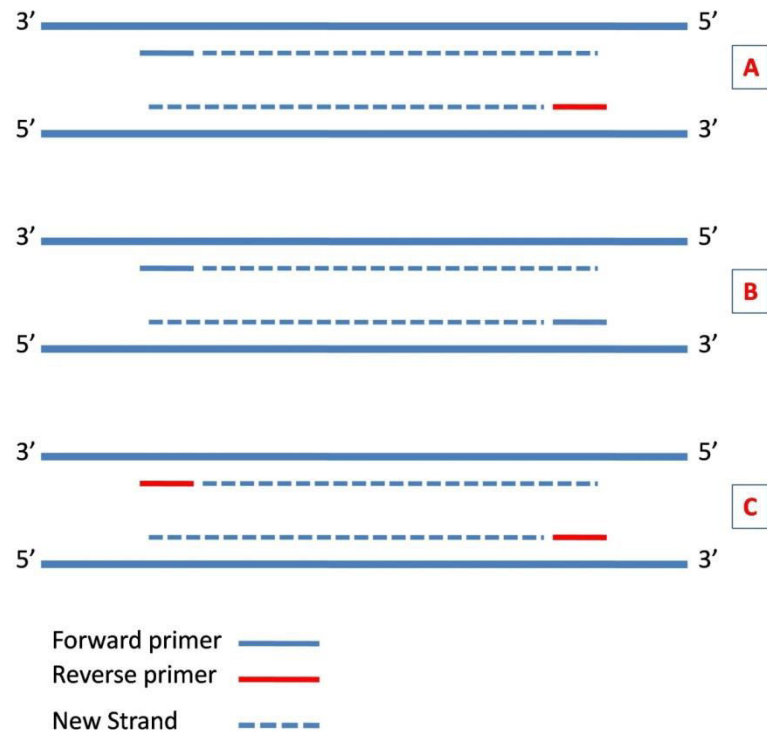 3’ 5’
A
5’ 3’
3’ 5’
B
5’ 3’
3’ 5’
C
5’ 3’
Forward primer
Reverse primer
New Strand